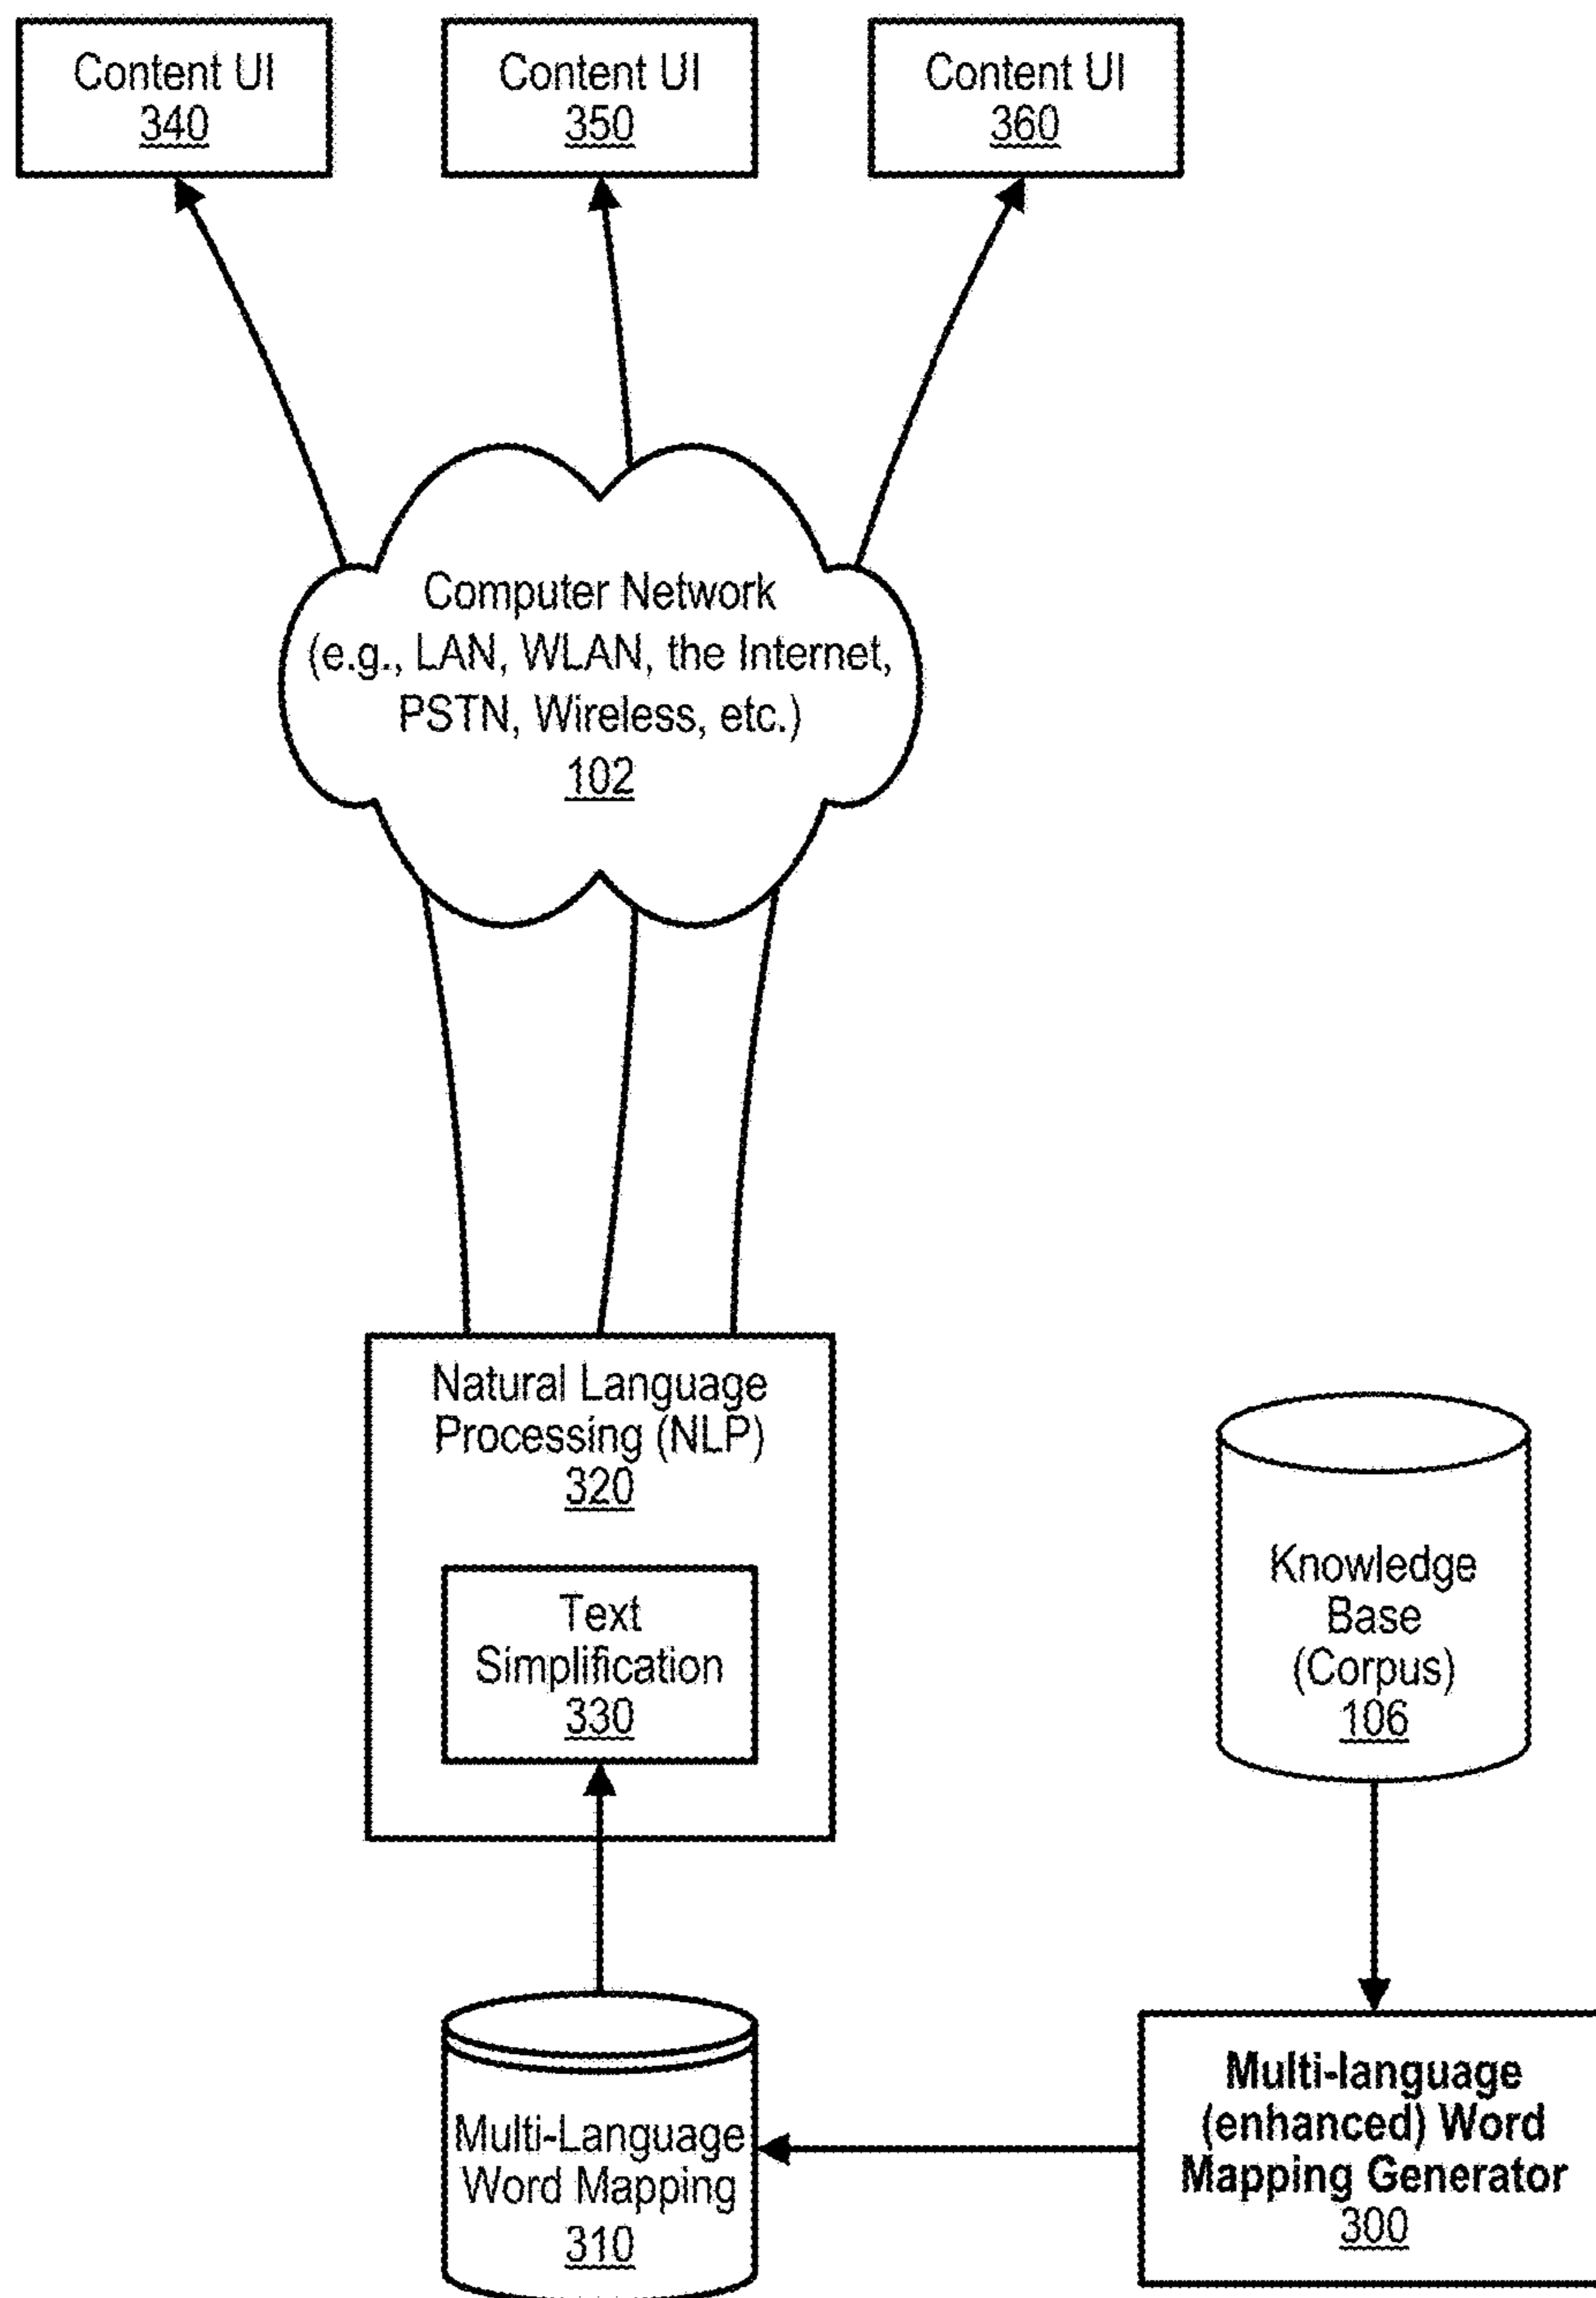 Content UI
340
Content UI
350
Content UI
360
Computer Network
(e.g., LAN, WLAN, the Internet,
PSTN, Wireless, etc.)
102
Natural Language
Processing (NLP)
320
Text
Simplification
330
Knowledge
Base
(Corpus)
106
Multi-Language
Word Mapping
310
Multi-language
(enhanced) Word
Mapping Generator
300